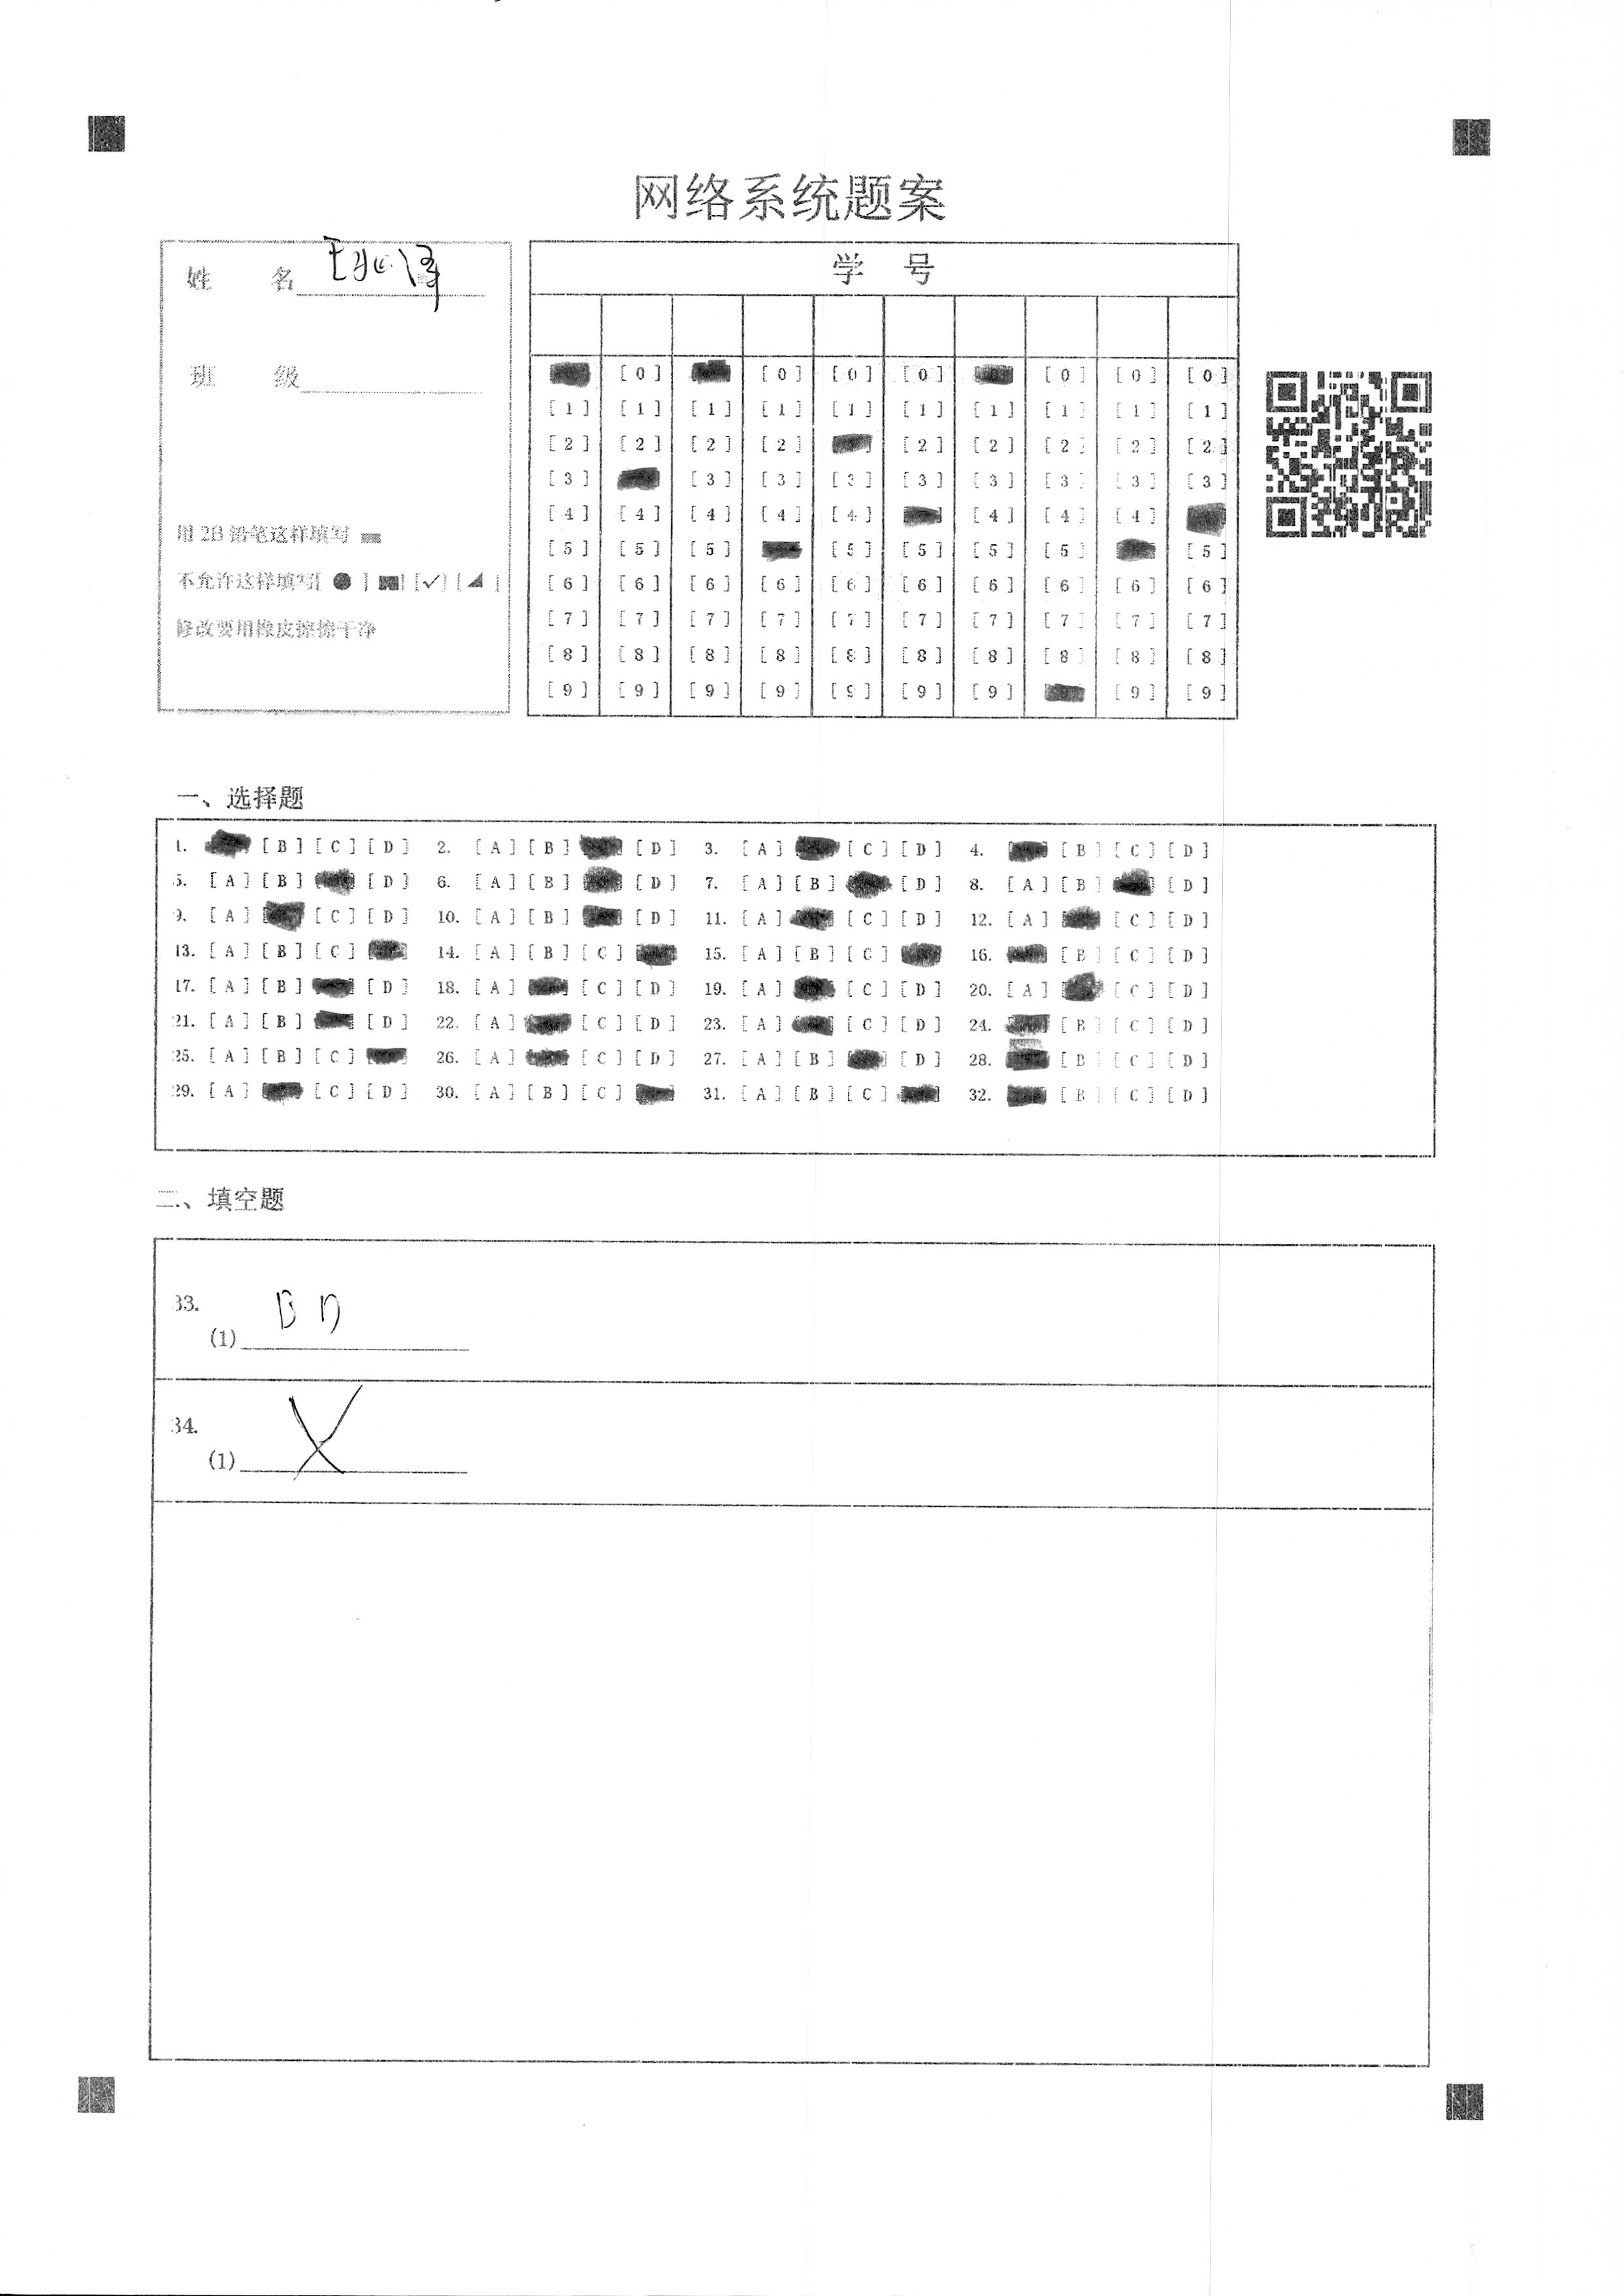 网络系统题案
姓 名
班 级
用 2B 铅笔这样填写
不允许这样填写[ ● ] [✓] [ ]
修改要用橡皮擦擦干净
学 号
[0] [0] [0] [0] [0] [0]
[1] [1] [1] [1] [1] [1] [1] [1] [1] [1]
[2] [2] [2] [2] [2] [2] [2] [2] [2]
[3] [3] [3] [3] [3] [3] [3] [3] [3]
[4] [4] [4] [4] [4] [4] [4] [4]
[5] [5] [5] [5] [5] [5] [5] [5]
[6] [6] [6] [6] [6] [6] [6] [6] [6] [6]
[7] [7] [7] [7] [7] [7] [7] [7] [7] [7]
[8] [8] [8] [8] [8] [8] [8] [8] [8] [8]
[9] [9] [9] [9] [9] [9] [9] [9] [9]
一、选择题
1. [B] [C] [D] 2. [A] [B] [D] 3. [A] [C] [D] 4. [B] [C] [D]
5. [A] [B] [D] 6. [A] [B] [D] 7. [A] [B] [D] 8. [A] [B] [D]
9. [A] [C] [D] 10. [A] [B] [D] 11. [A] [C] [D] 12. [A] [C] [D]
13. [A] [B] [C] 14. [A] [B] [C] 15. [A] [B] [C] 16. [B] [C] [D]
17. [A] [B] [D] 18. [A] [C] [D] 19. [A] [C] [D] 20. [A] [C] [D]
21. [A] [B] [D] 22. [A] [C] [D] 23. [A] [C] [D] 24. [B] [C] [D]
25. [A] [B] [C] 26. [A] [C] [D] 27. [A] [B] [D] 28. [B] [C] [D]
29. [A] [C] [D] 30. [A] [B] [C] 31. [A] [B] [C] 32. [B] [C] [D]
二、填空题
33.
(1) B D
34.
(1) X